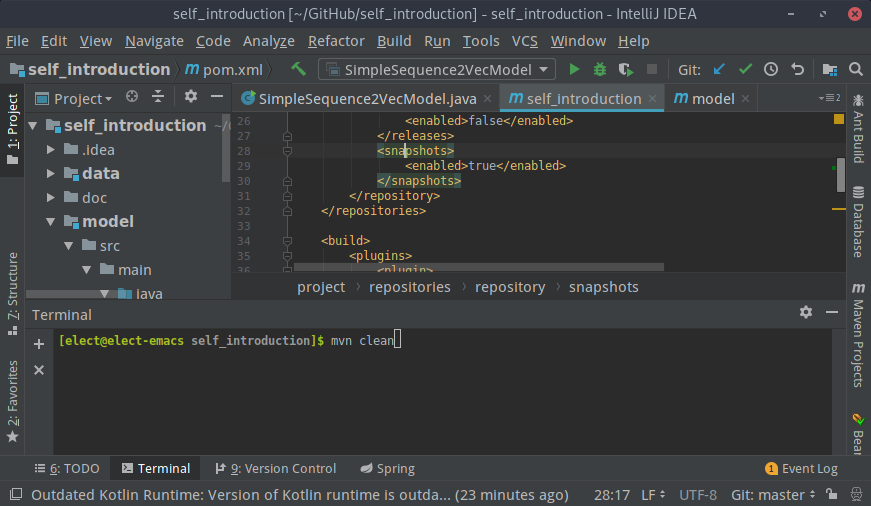 self_introduction [~/GitHub/self_introduction] - self_introduction - IntelliJ IDEA
File Edit View Navigate Code Analyze Refactor Build Run Tools VCS Window Help
self_introduction m pom.xml SimpleSequence2VecModel Git:
1: Project
Project
self_introduction ~/
.idea
data
doc
model
src
main
java
SimpleSequence2VecModel.java m self_introduction m model 2
26 <enabled>false</enabled>
27 </releases>
28 <snapshots>
29 <enabled>true</enabled>
30 </snapshots>
31 </repository>
32 </repositories>
33
34 <build>
35 <plugins>
36 <plugin>
project › repositories › repository › snapshots
Ant Build
Database
m Maven Projects
Bean
7: Structure
2: Favorites
Terminal
[elect@elect-emacs self_introduction]$ mvn clean
6: TODO Terminal 9: Version Control Spring 1 Event Log
Outdated Kotlin Runtime: Version of Kotlin runtime is outda... (23 minutes ago) 28:17 LF UTF-8 Git: master